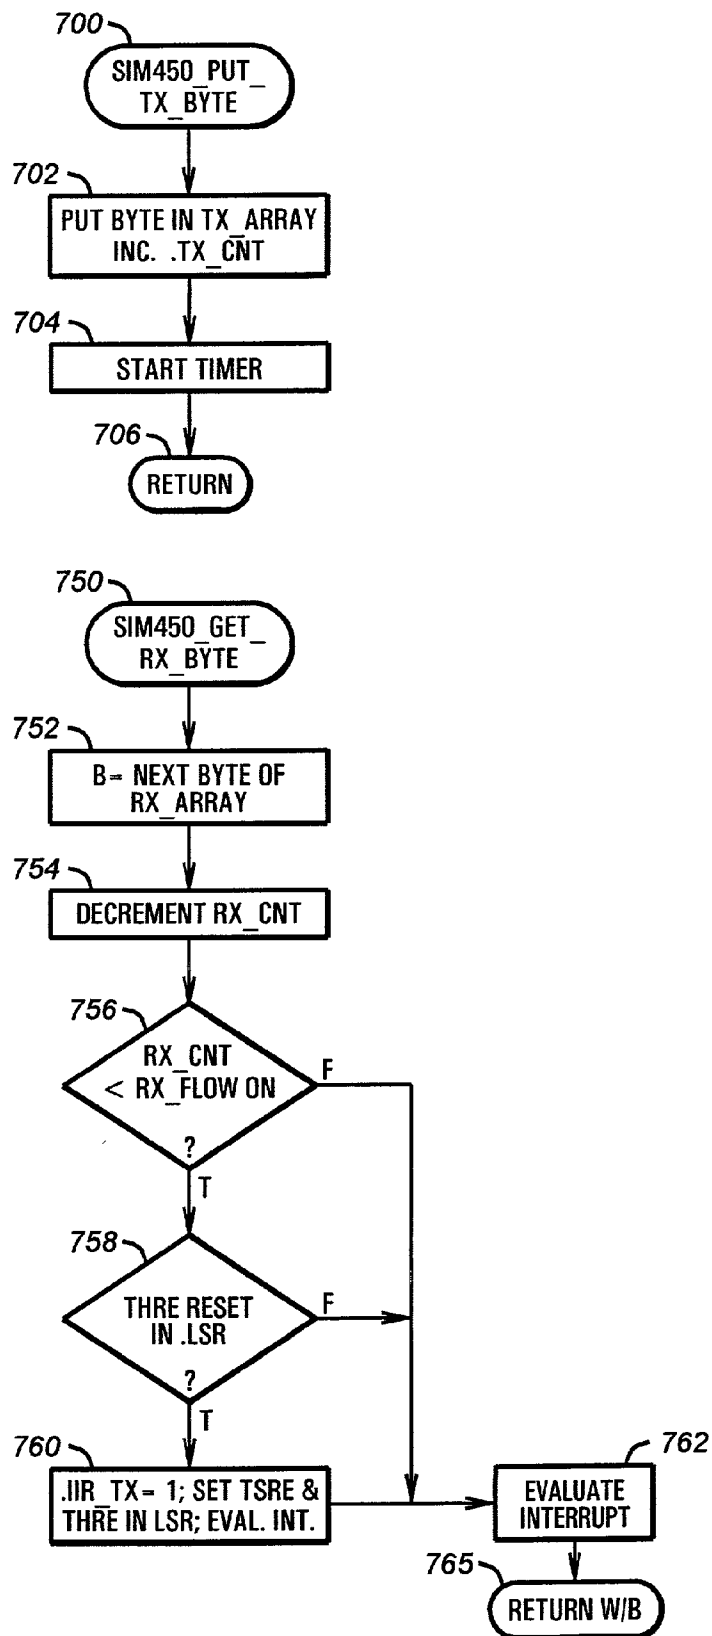 700
SIM450_PUT_
TX_BYTE
702
PUT BYTE IN TX_ARRAY
INC. .TX_CNT
704
START TIMER
706
RETURN
750
SIM450_GET_
RX_BYTE
752
B= NEXT BYTE OF
RX_ARRAY
754
DECREMENT RX_CNT
756
RX_CNT
< RX_FLOW ON
?
F
T
758
THRE RESET
IN .LSR
?
F
T
760
.IIR_TX= 1; SET TSRE &
THRE IN LSR; EVAL. INT.
762
EVALUATE
INTERRUPT
765
RETURN W/B